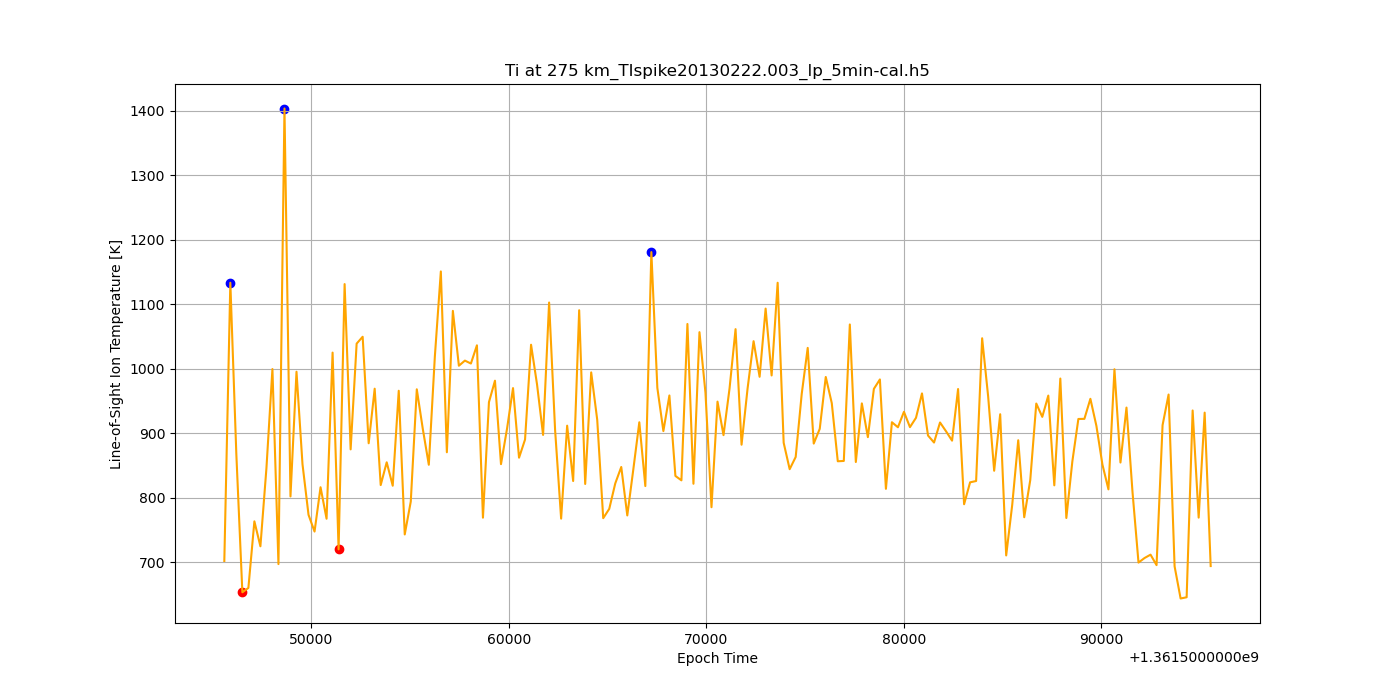 Ti at 275 km_TIspike20130222.003_lp_5min-cal.h5
Line-of-Sight Ion Temperature [K]
1400
1300
1200
1100
1000
900
800
700
50000 60000 70000 80000 90000
Epoch Time
+1.3615000000e9